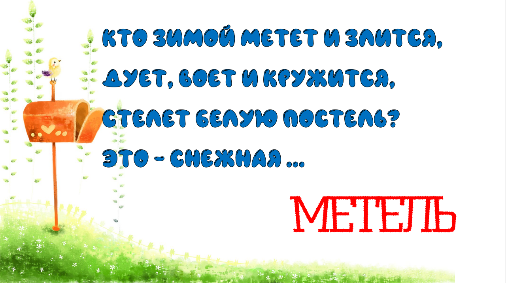 КТО ЗИМОЙ МЕТЕТ И ЗЛИТСЯ,
ДУЕТ, ВОЕТ И КРУЖИТСЯ,
СТЕЛЕТ БЕЛУЮ ПОСТЕЛЬ?
ЭТО - СНЕЖНАЯ ...
МЕТЕЛЬ